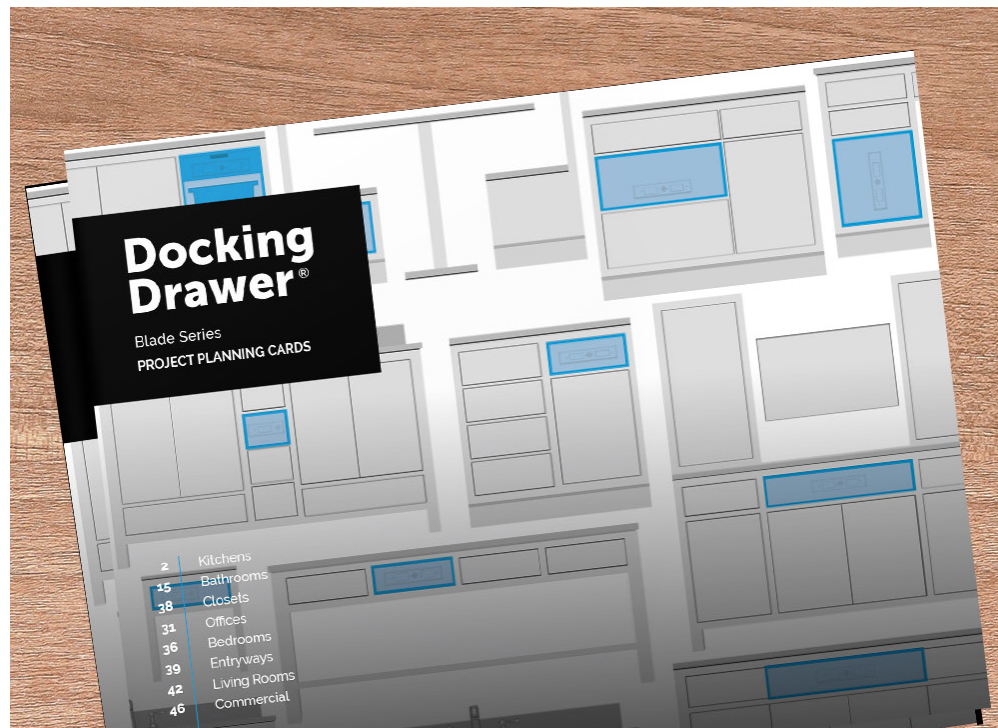 Docking
Drawer®
Blade Series
PROJECT PLANNING CARDS
2 Kitchens
15 Bathrooms
38 Closets
31 Offices
36 Bedrooms
39 Entryways
42 Living Rooms
46 Commercial